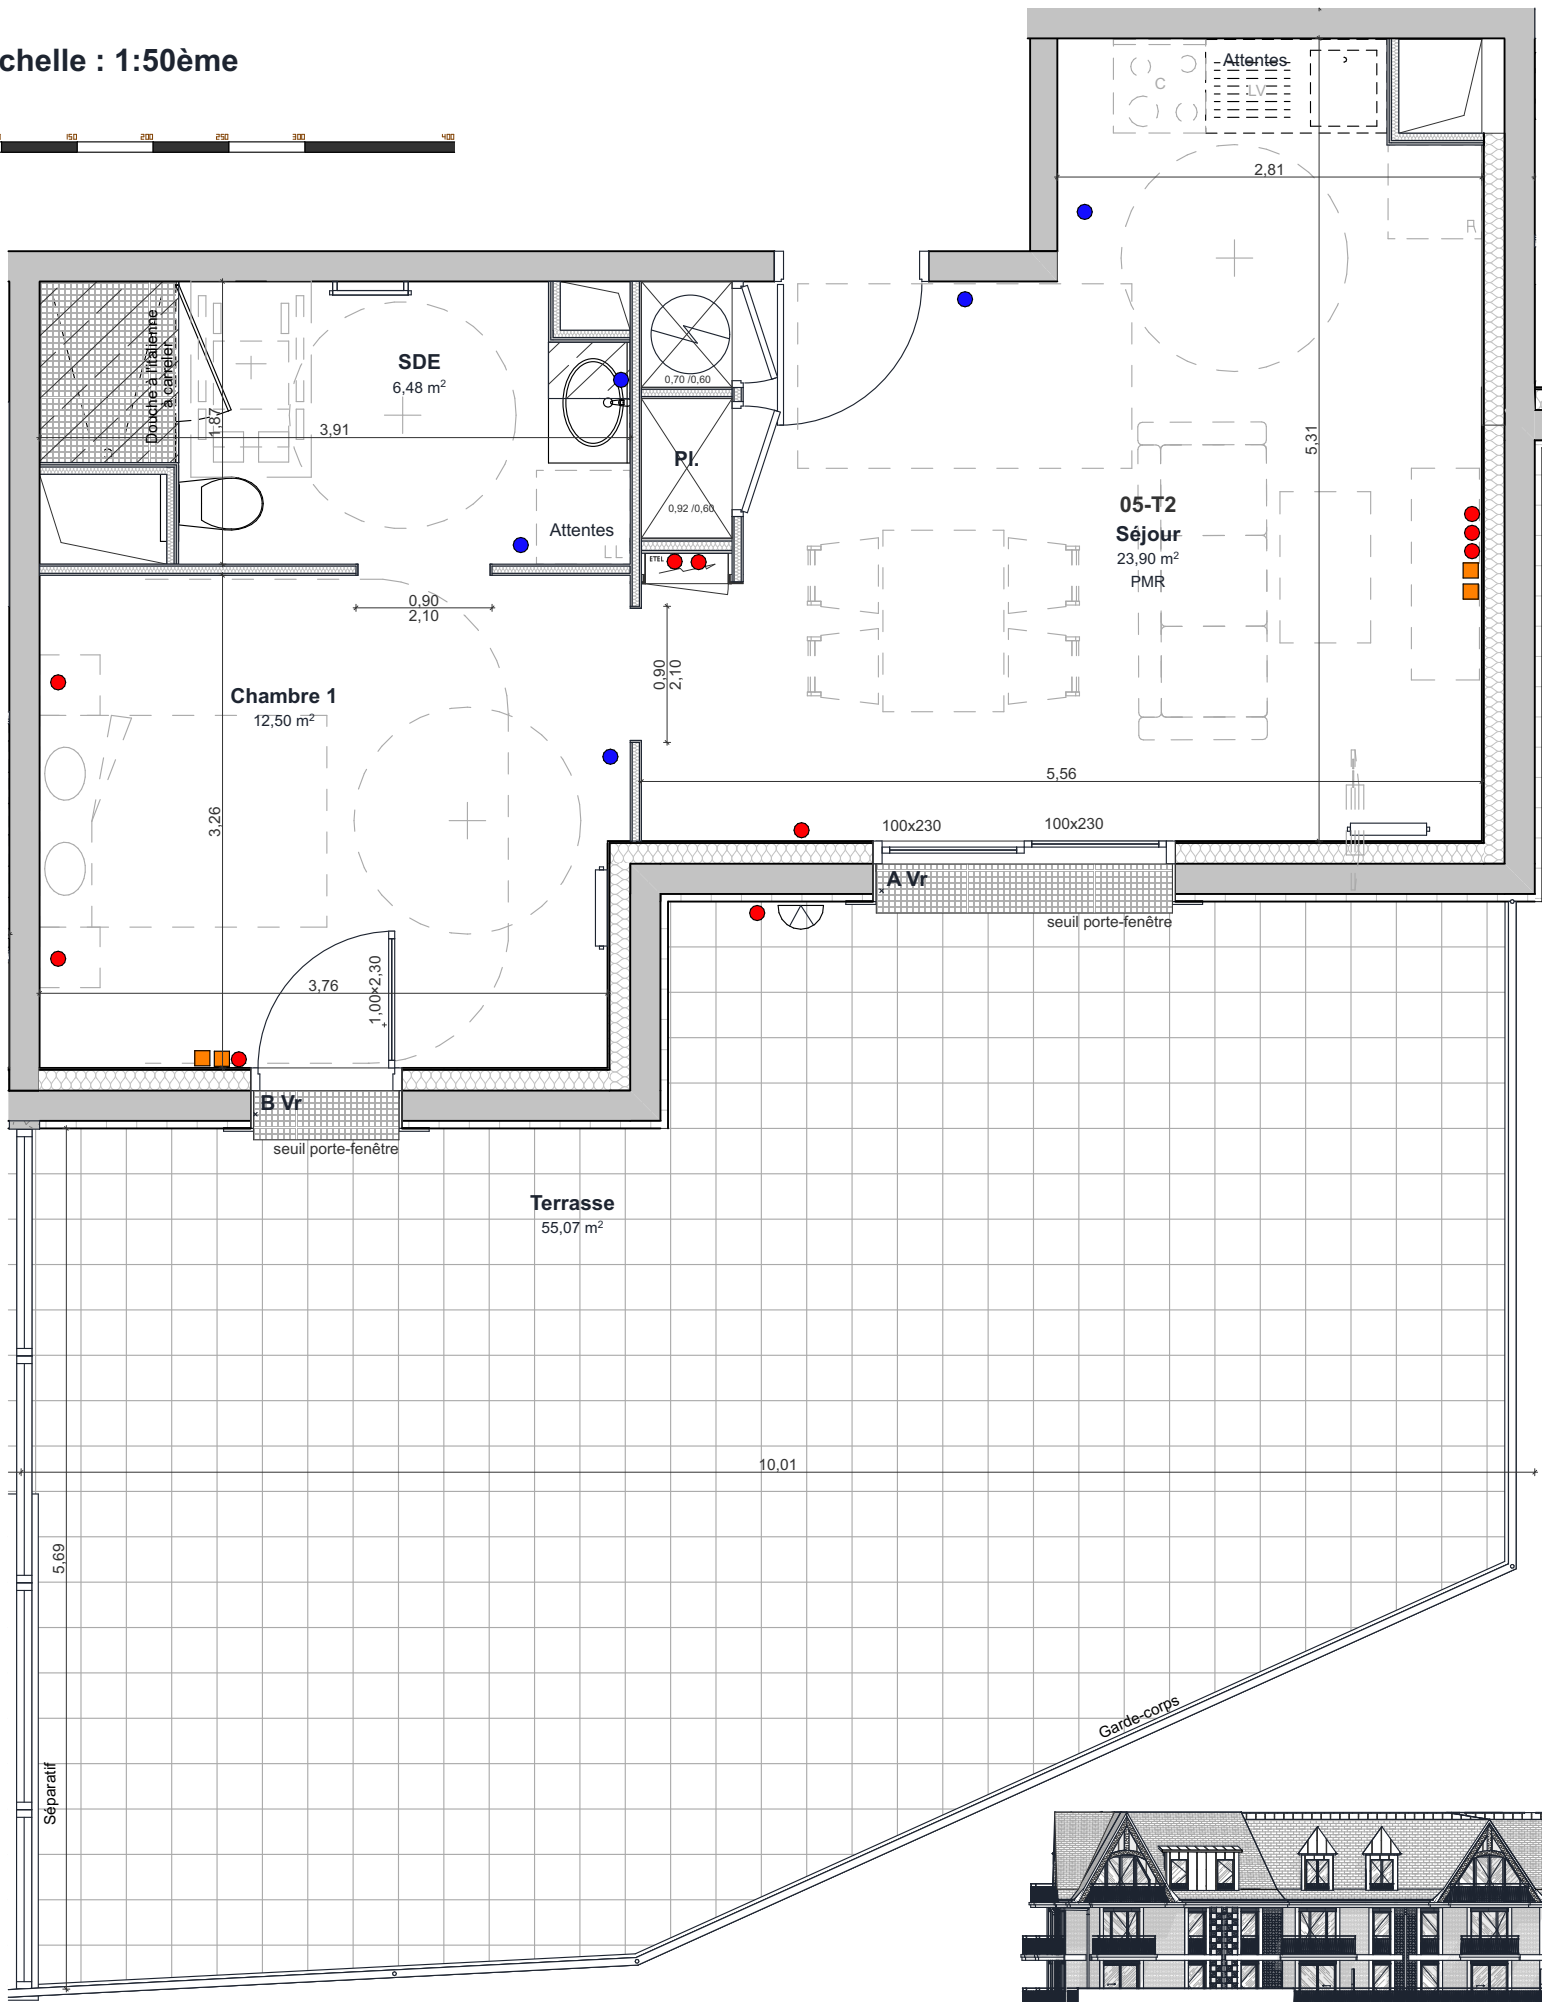 chelle : 1:50ème
150 200 250 300 400
Attentes
C
LV
2,81
R
Douche à l'italienne
à carreler
SDE
6,48 m²
1,87
3,91
0,70 /0,60
Pl.
0,92 /0,60
5,31
05-T2
Séjour
23,90 m²
PMR
Attentes
LL
ETEL
0,90
2,10
0,90
2,10
Chambre 1
12,50 m²
3,26
5,56
100x230
100x230
A Vr
seuil porte-fenêtre
3,76
1,00×2,30
B Vr
seuil porte-fenêtre
Terrasse
55,07 m²
10,01
5,69
Garde-corps
Séparatif